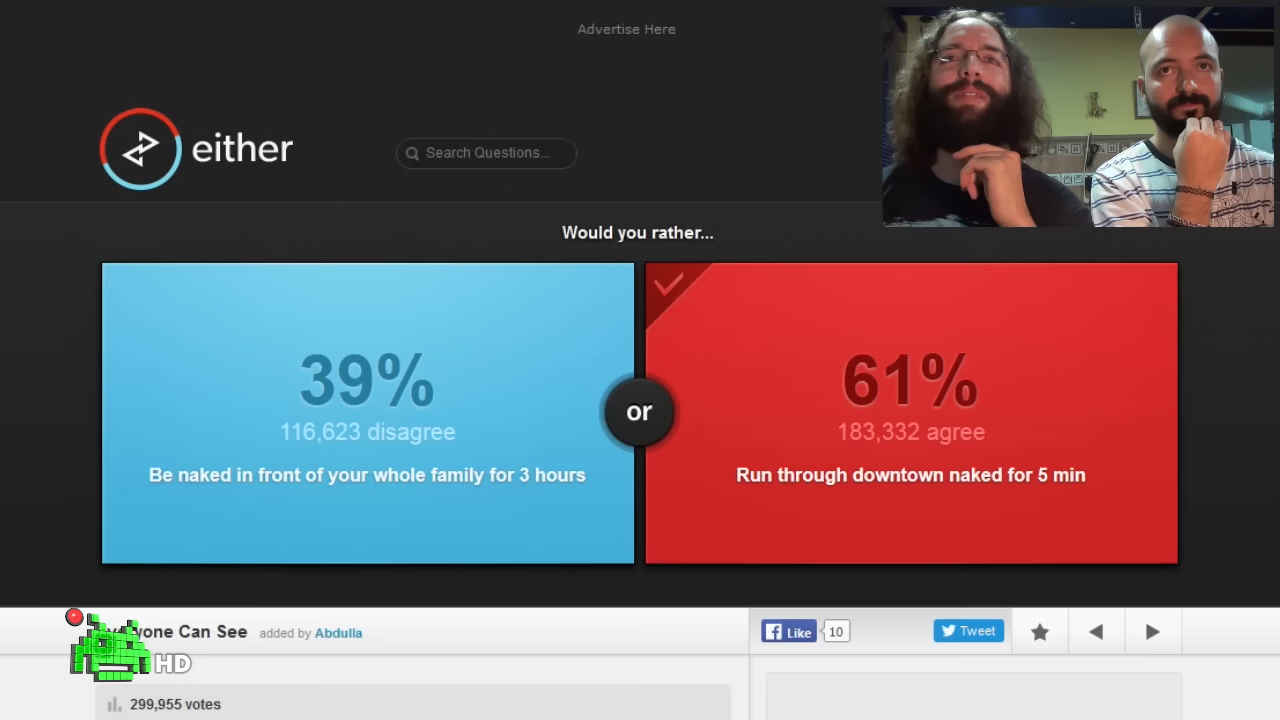 Advertise Here
either
Search Questions...
Would you rather...
39%
116,623 disagree
Be naked in front of your whole family for 3 hours
or
61%
183,332 agree
Run through downtown naked for 5 min
Can See added by Abdulla
Like 10
Tweet
HD
299,955 votes